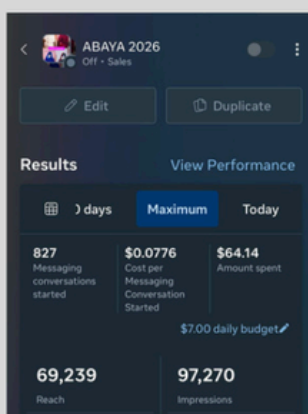 ABAYA 2026
Off • Sales
Edit
Duplicate
Results
View Performance
days
Maximum
Today
827
Messaging
conversations
started
$0.0776
Cost per
Messaging
Conversation
Started
$64.14
Amount spent
$7.00 daily budget
69,239
Reach
97,270
Impressions